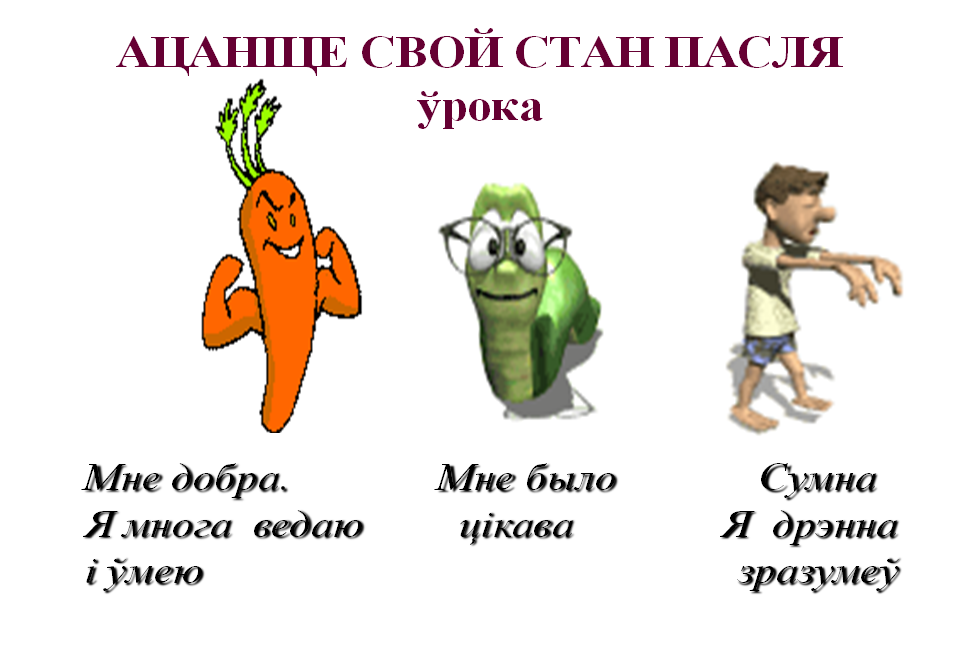 АЦАНІЦЕ СВОЙ СТАН ПАСЛЯ
ўрока
Мне добра.
Я многа ведаю
і ўмею
Мне было
цікава
Сумна
Я дрэнна
зразумеў